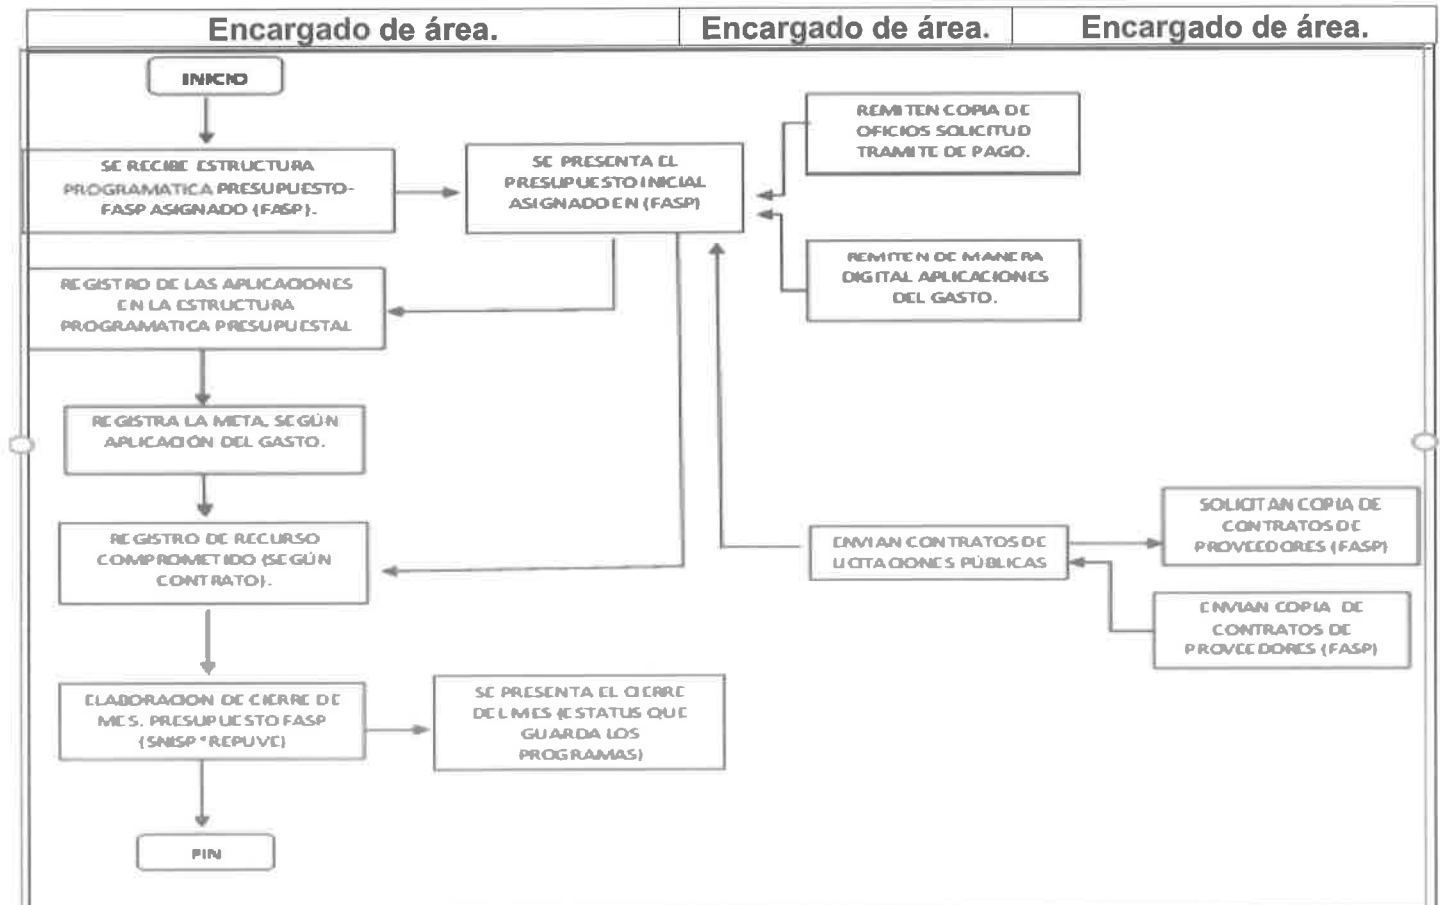 Encargado de área.
Encargado de área.
Encargado de área.
INICIO
SE RECIBE ESTRUCTURA
PROGRAMATICA PRESUPUESTO-
FASP ASIGNADO (FASP).
SE PRESENTA EL
PRESUPUESTO INICIAL
ASIGNADO EN (FASP)
REMITEN COPIA DE
OFICIOS SOLICITUD
TRAMITE DE PAGO.
REMITEN DE MANERA
DIGITAL APLICACIONES
DEL GASTO.
REGISTRO DE LAS APLICACIONES
EN LA ESTRUCTURA
PROGRAMATICA PRESUPUESTAL
REGISTRA LA META, SEGÚN
APLICACIÓN DEL GASTO.
REGISTRO DE RECURSO
COMPROMETIDO (SEGÚN
CONTRATO).
ENVIAN CONTRATOS DE
LICITACIONES PÚBLICAS
SOLICITAN COPIA DE
CONTRATOS DE
PROVEEDORES (FASP)
ENVIAN COPIA DE
CONTRATOS DE
PROVEEDORES (FASP)
ELABORACION DE CIERRE DE
MES. PRESUPUESTO FASP
(SNISP*REPUVE)
SE PRESENTA EL CIERRE
DEL MES (ESTATUS QUE
GUARDA LOS
PROGRAMAS)
FIN